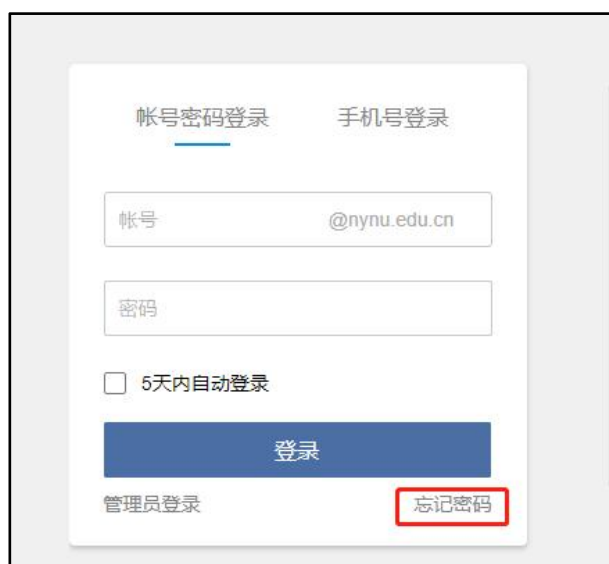 帐号密码登录 手机号登录
帐号 @nynu.edu.cn
密码
5天内自动登录
登录
管理员登录 忘记密码